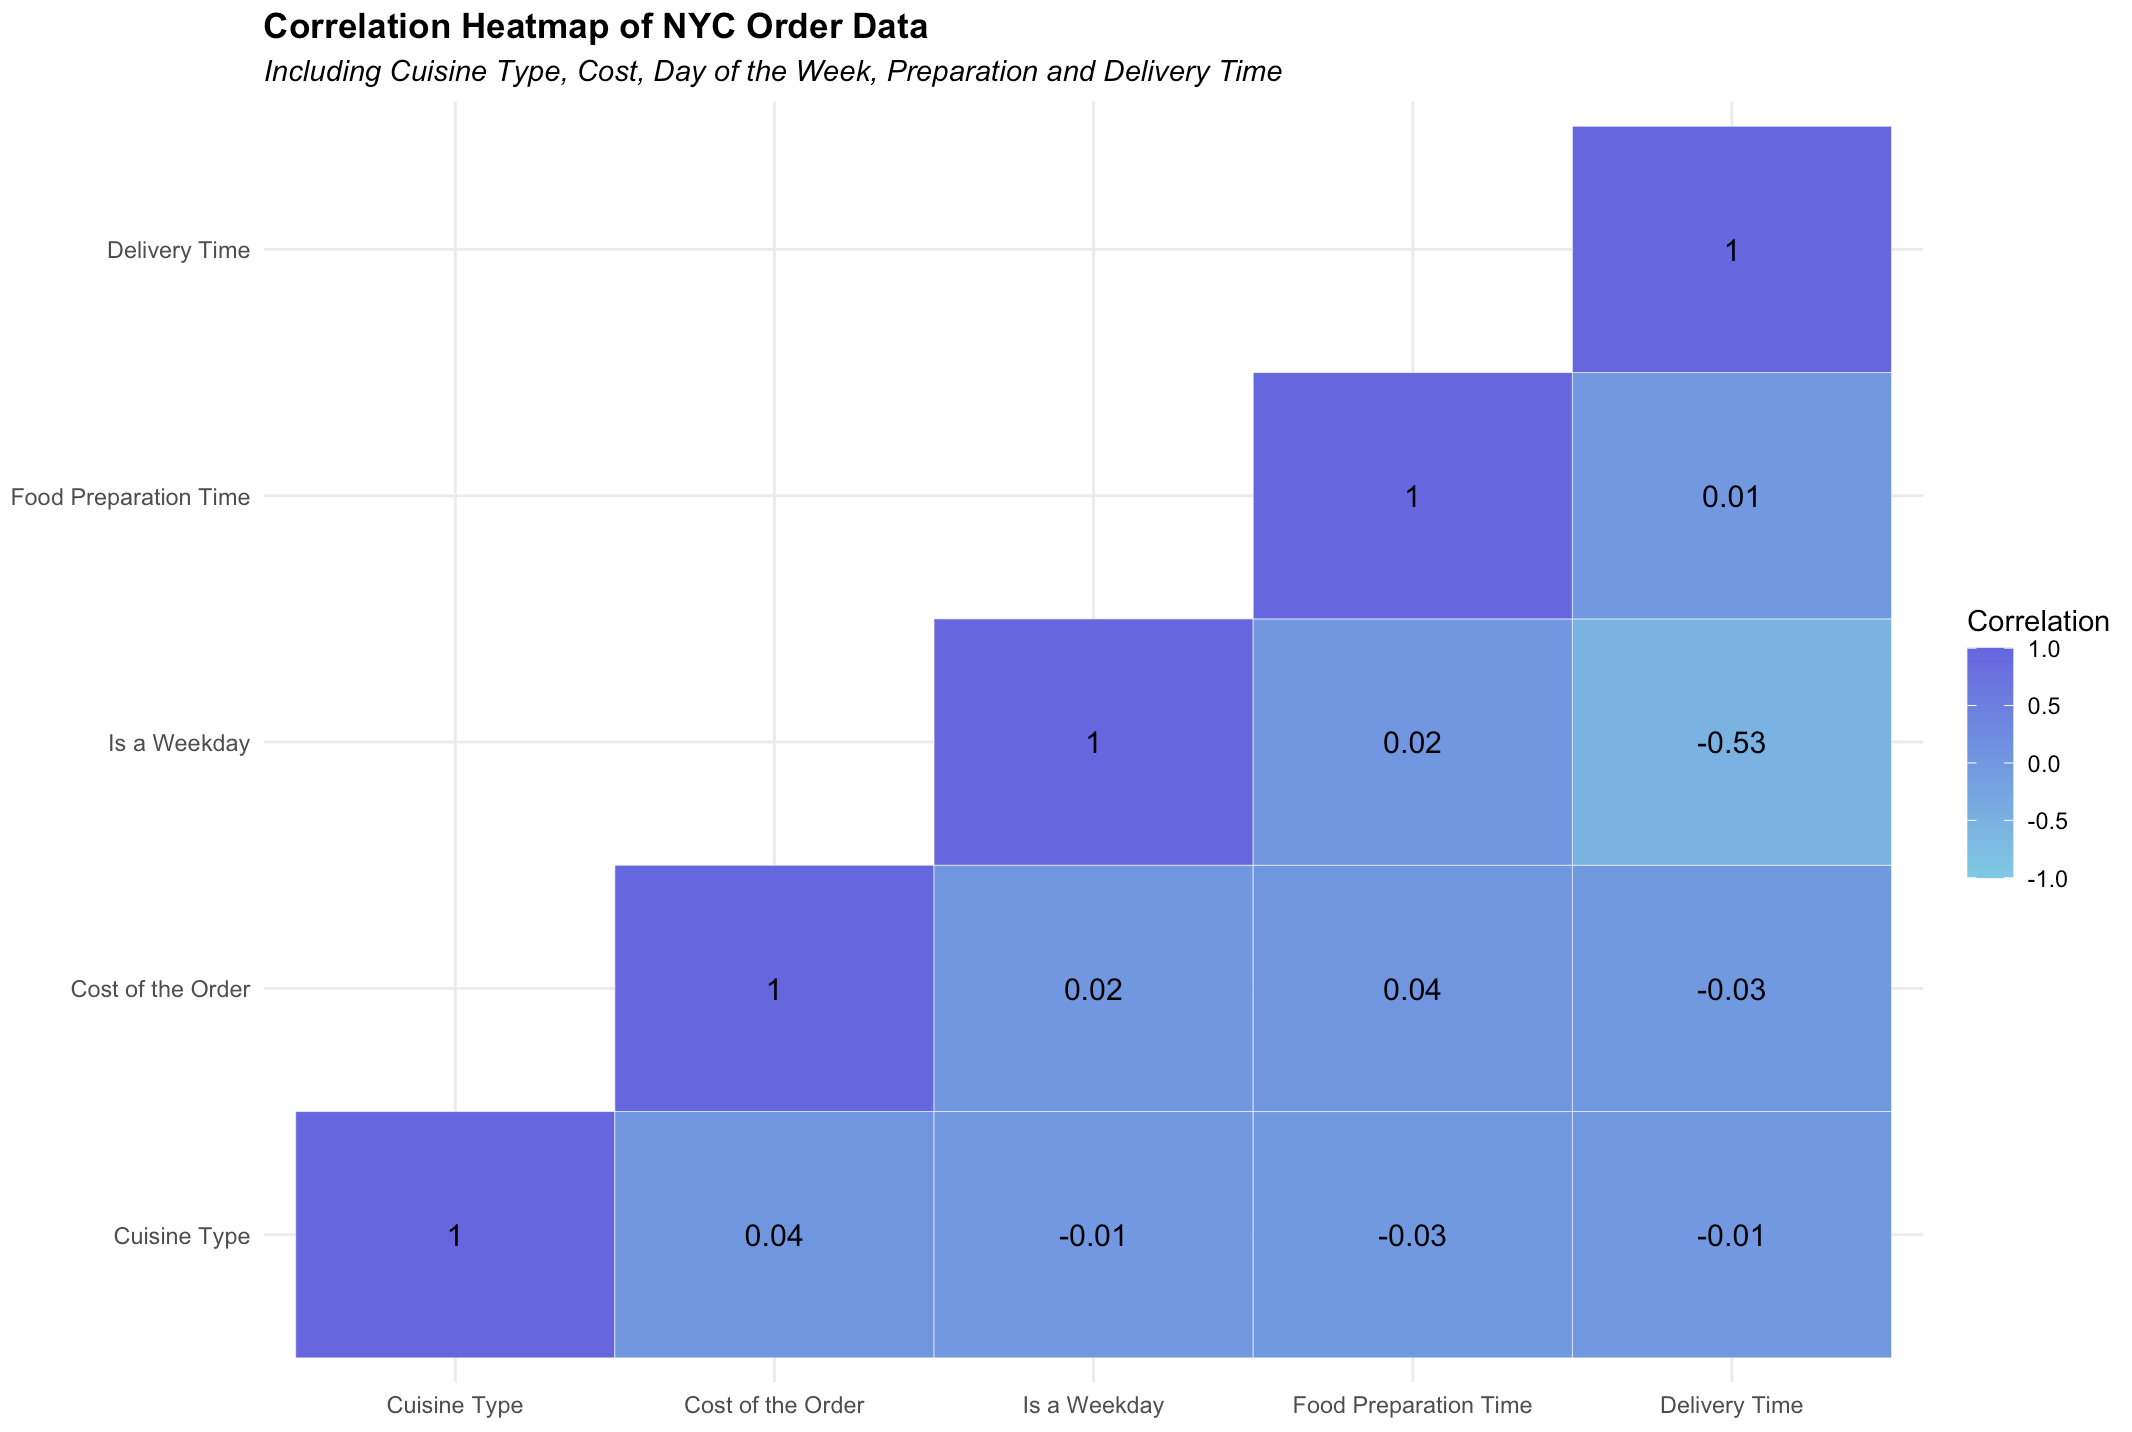 Correlation Heatmap of NYC Order Data
Including Cuisine Type, Cost, Day of the Week, Preparation and Delivery Time
Delivery Time
1
Food Preparation Time
1
0.01
Is a Weekday
1
0.02
-0.53
Cost of the Order
1
0.02
0.04
-0.03
Cuisine Type
1
0.04
-0.01
-0.03
-0.01
Cuisine Type
Cost of the Order
Is a Weekday
Food Preparation Time
Delivery Time
Correlation
1.0
0.5
0.0
-0.5
-1.0